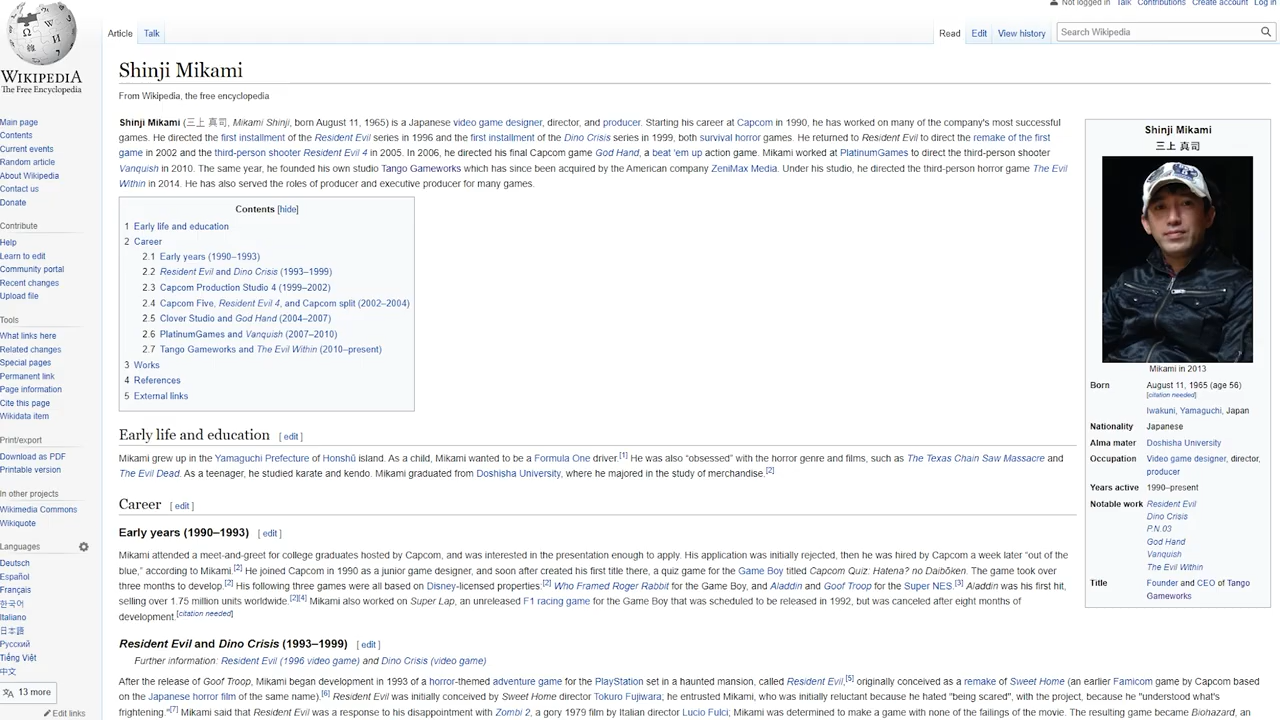 Not logged in Talk Contributions Create account Log in
Article Talk Read Edit View history Search Wikipedia
WIKIPEDIA
The Free Encyclopedia
Main page
Contents
Current events
Random article
About Wikipedia
Contact us
Donate
Contribute
Help
Learn to edit
Community portal
Recent changes
Upload file
Tools
What links here
Related changes
Special pages
Permanent link
Page information
Cite this page
Wikidata item
Print/export
Download as PDF
Printable version
In other projects
Wikimedia Commons
Wikiquote
Languages
Deutsch
Español
Français
한국어
Italiano
日本語
Русский
Tiếng Việt
中文
13 more
Edit links
Shinji Mikami
From Wikipedia, the free encyclopedia
Shinji Mikami (三上 真司, Mikami Shinji, born August 11, 1965) is a Japanese video game designer, director, and producer. Starting his career at Capcom in 1990, he has worked on many of the company's most successful
games. He directed the first installment of the Resident Evil series in 1996 and the first installment of the Dino Crisis series in 1999, both survival horror games. He returned to Resident Evil to direct the remake of the first
game in 2002 and the third-person shooter Resident Evil 4 in 2005. In 2006, he directed his final Capcom game God Hand, a beat 'em up action game. Mikami worked at PlatinumGames to direct the third-person shooter
Vanquish in 2010. The same year, he founded his own studio Tango Gameworks which has since been acquired by the American company ZeniMax Media. Under his studio, he directed the third-person horror game The Evil
Within in 2014. He has also served the roles of producer and executive producer for many games.
Contents [hide]
1 Early life and education
2 Career
2.1 Early years (1990–1993)
2.2 Resident Evil and Dino Crisis (1993–1999)
2.3 Capcom Production Studio 4 (1999–2002)
2.4 Capcom Five, Resident Evil 4, and Capcom split (2002–2004)
2.5 Clover Studio and God Hand (2004–2007)
2.6 PlatinumGames and Vanquish (2007–2010)
2.7 Tango Gameworks and The Evil Within (2010–present)
3 Works
4 References
5 External links
Early life and education [ edit ]
Mikami grew up in the Yamaguchi Prefecture of Honshū island. As a child, Mikami wanted to be a Formula One driver.[1] He was also “obsessed” with the horror genre and films, such as The Texas Chain Saw Massacre and
The Evil Dead. As a teenager, he studied karate and kendo. Mikami graduated from Doshisha University, where he majored in the study of merchandise.[2]
Career [ edit ]
Early years (1990–1993) [ edit ]
Mikami attended a meet-and-greet for college graduates hosted by Capcom, and was interested in the presentation enough to apply. His application was initially rejected, then he was hired by Capcom a week later “out of the
blue,” according to Mikami.[2] He joined Capcom in 1990 as a junior game designer, and soon after created his first title there, a quiz game for the Game Boy titled Capcom Quiz: Hatena? no Daibōken. The game took over
three months to develop.[2] His following three games were all based on Disney-licensed properties:[2] Who Framed Roger Rabbit for the Game Boy, and Aladdin and Goof Troop for the Super NES.[3] Aladdin was his first hit,
selling over 1.75 million units worldwide.[2][4] Mikami also worked on Super Lap, an unreleased F1 racing game for the Game Boy that was scheduled to be released in 1992, but was canceled after eight months of
development.[citation needed]
Resident Evil and Dino Crisis (1993–1999) [ edit ]
Further information: Resident Evil (1996 video game) and Dino Crisis (video game)
After the release of Goof Troop, Mikami began development in 1993 of a horror-themed adventure game for the PlayStation set in a haunted mansion, called Resident Evil,[5] originally conceived as a remake of Sweet Home (an earlier Famicom game by Capcom based
on the Japanese horror film of the same name).[6] Resident Evil was initially conceived by Sweet Home director Tokuro Fujiwara; he entrusted Mikami, who was initially reluctant because he hated "being scared", with the project, because he "understood what's
frightening."[7] Mikami said that Resident Evil was a response to his disappointment with Zombi 2, a gory 1979 film by Italian director Lucio Fulci; Mikami was determined to make a game with none of the failings of the movie. The resulting game became Biohazard, an
Shinji Mikami
三上 真司
Mikami in 2013
Born August 11, 1965 (age 56)
[citation needed]
Iwakuni, Yamaguchi, Japan
Nationality Japanese
Alma mater Doshisha University
Occupation Video game designer, director,
producer
Years active 1990–present
Notable work Resident Evil
Dino Crisis
P.N.03
God Hand
Vanquish
The Evil Within
Title Founder and CEO of Tango
Gameworks